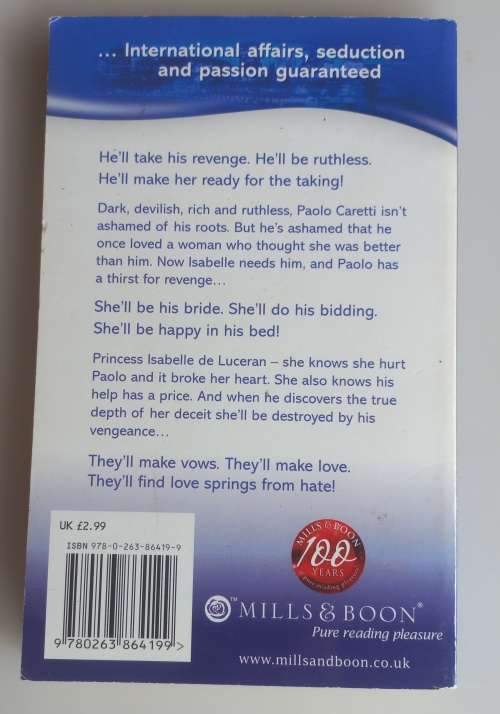 ... International affairs, seduction
and passion guaranteed
He'll take his revenge. He'll be ruthless.
He'll make her ready for the taking!
Dark, devilish, rich and ruthless, Paolo Caretti isn't
ashamed of his roots. But he's ashamed that he
once loved a woman who thought she was better
than him. Now Isabelle needs him, and Paolo has
a thirst for revenge...
She'll be his bride. She'll do his bidding.
She'll be happy in his bed!
Princess Isabelle de Luceran – she knows she hurt
Paolo and it broke her heart. She also knows his
help has a price. And when he discovers the true
depth of her deceit she'll be destroyed by his
vengeance...
They'll make vows. They'll make love.
They'll find love springs from hate!
UK £2.99
ISBN 978-0-263-86419-9
9 780263 864199 >
MILLS & BOON
100
YEARS
of pure reading pleasure
™ MILLS & BOON®
Pure reading pleasure
www.millsandboon.co.uk